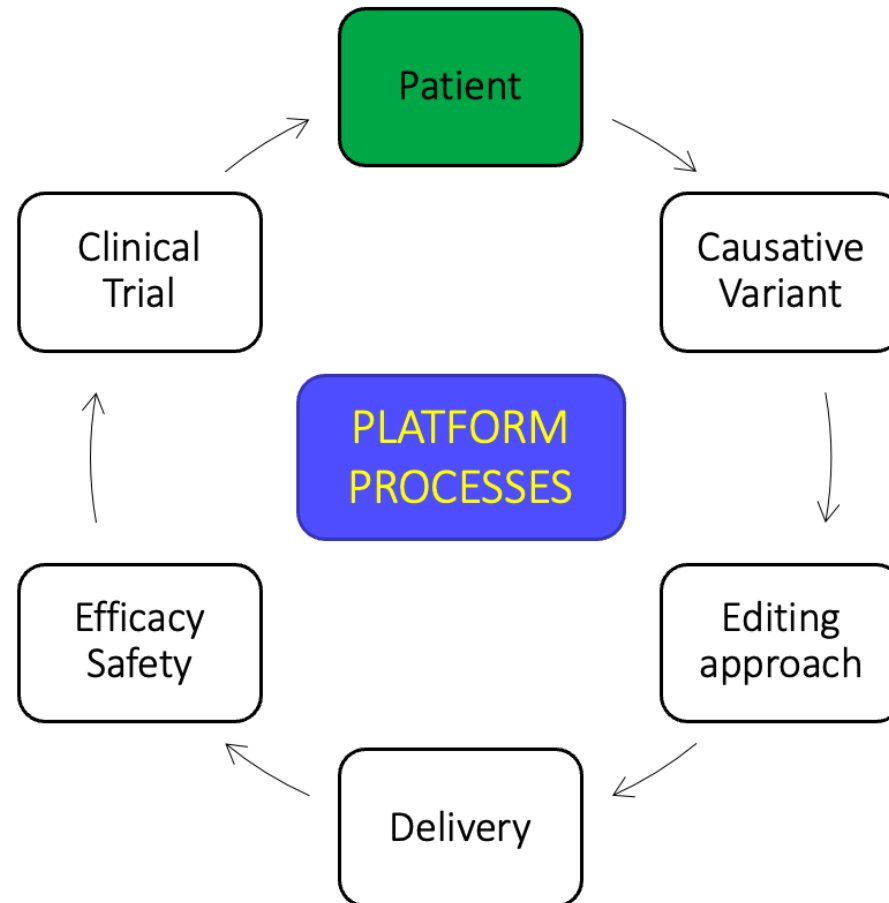 Patient
Causative
Variant
Editing
approach
Delivery
Efficacy
Safety
Clinical
Trial
PLATFORM
PROCESSES